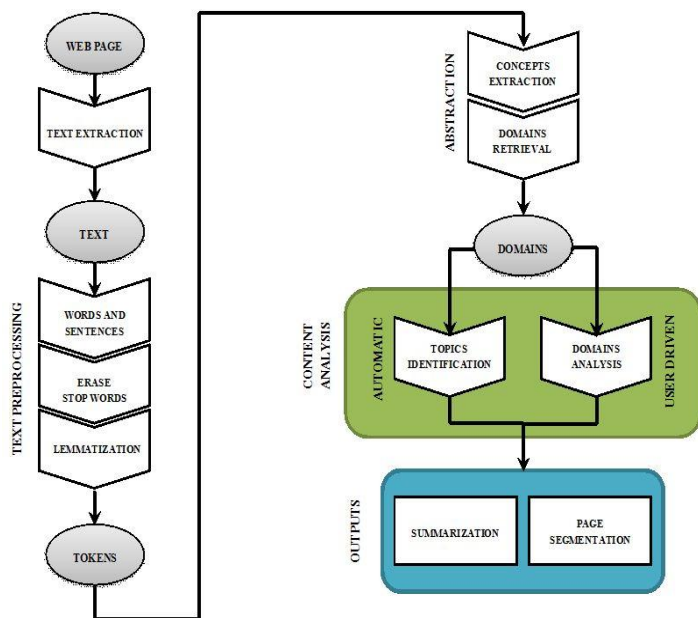 WEB PAGE
TEXT EXTRACTION
TEXT
TEXT PREPROCESSING
WORDS AND
SENTENCES
ERASE
STOP WORDS
LEMMATIZATION
TOKENS
ABSTRACTION
CONCEPTS
EXTRACTION
DOMAINS
RETRIEVAL
DOMAINS
CONTENT
ANALYSIS
AUTOMATIC
TOPICS
IDENTIFICATION
DOMAINS
ANALYSIS
USER DRIVEN
OUTPUTS
SUMMARIZATION
PAGE
SEGMENTATION